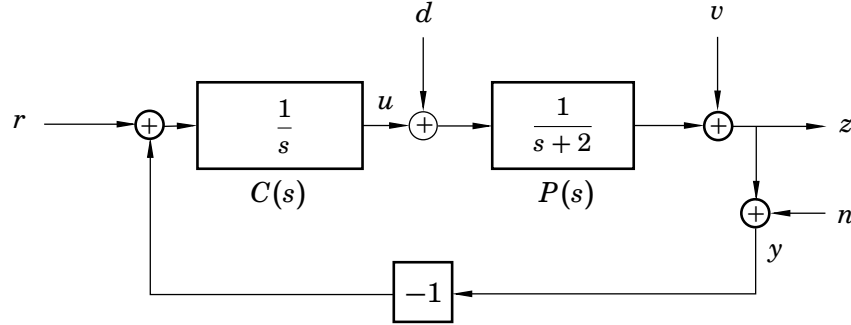 d
v
r
+
1
s
u
+
1
s + 2
+
z
C(s)
P(s)
+
n
y
−1